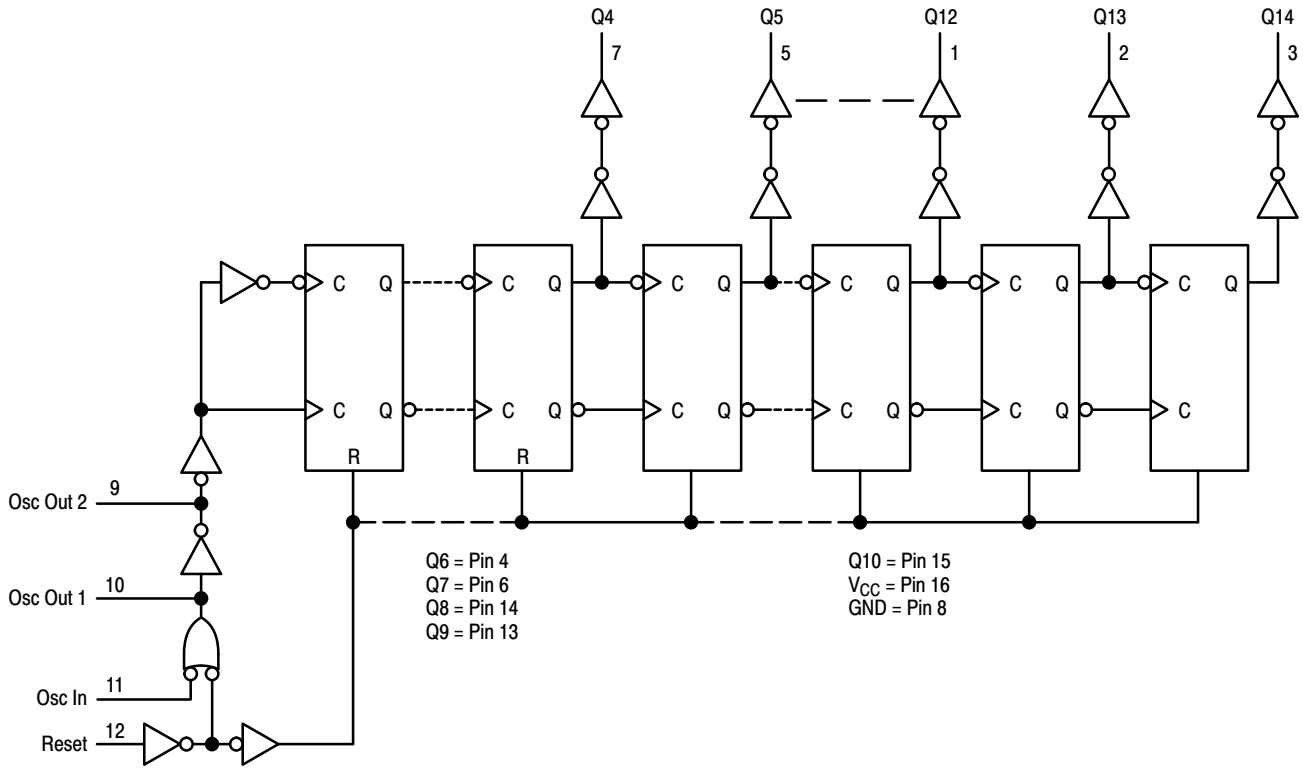 Q4 Q5 Q12 Q13 Q14
7 5 1 2 3
C Q C Q C Q C Q C Q C Q
C Q C Q C Q C Q C Q C
R R
Osc Out 2 9
Q6 = Pin 4 Q10 = Pin 15
Q7 = Pin 6 VCC = Pin 16
Osc Out 1 10 Q8 = Pin 14 GND = Pin 8
Q9 = Pin 13
Osc In 11
Reset 12